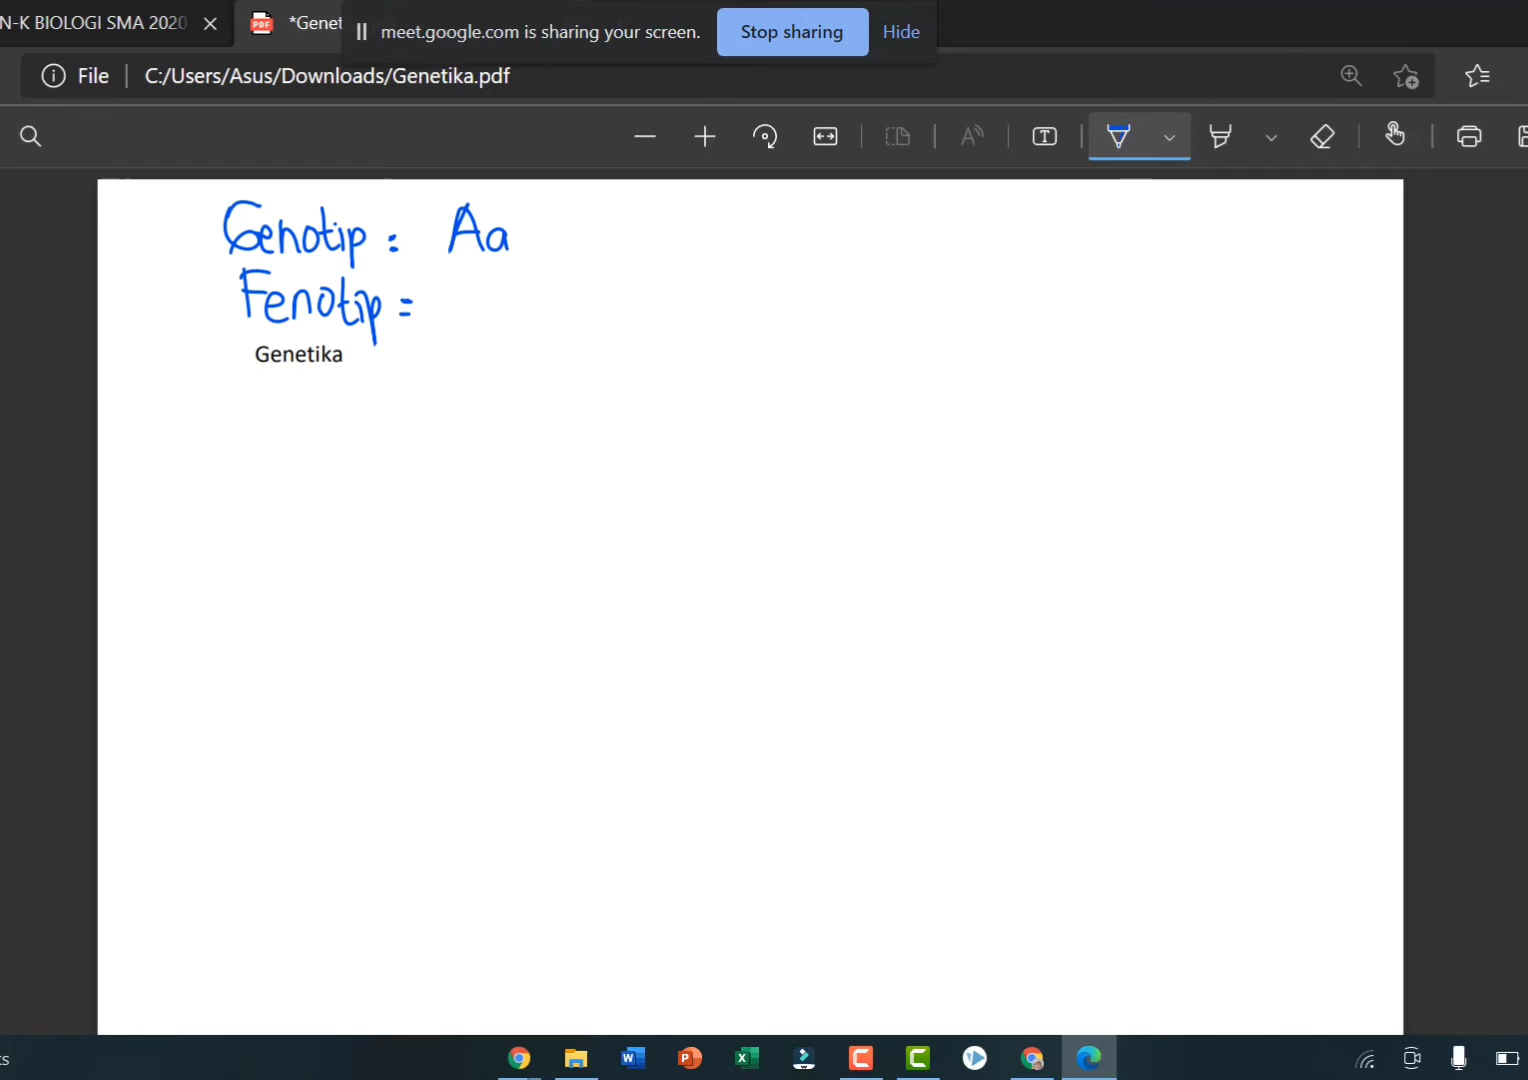 N-K BIOLOGI SMA 2020
*Genet
meet.google.com is sharing your screen.
Stop sharing
Hide
File
C:/Users/Asus/Downloads/Genetika.pdf
Genotip : Aa
Fenotip =
Genetika